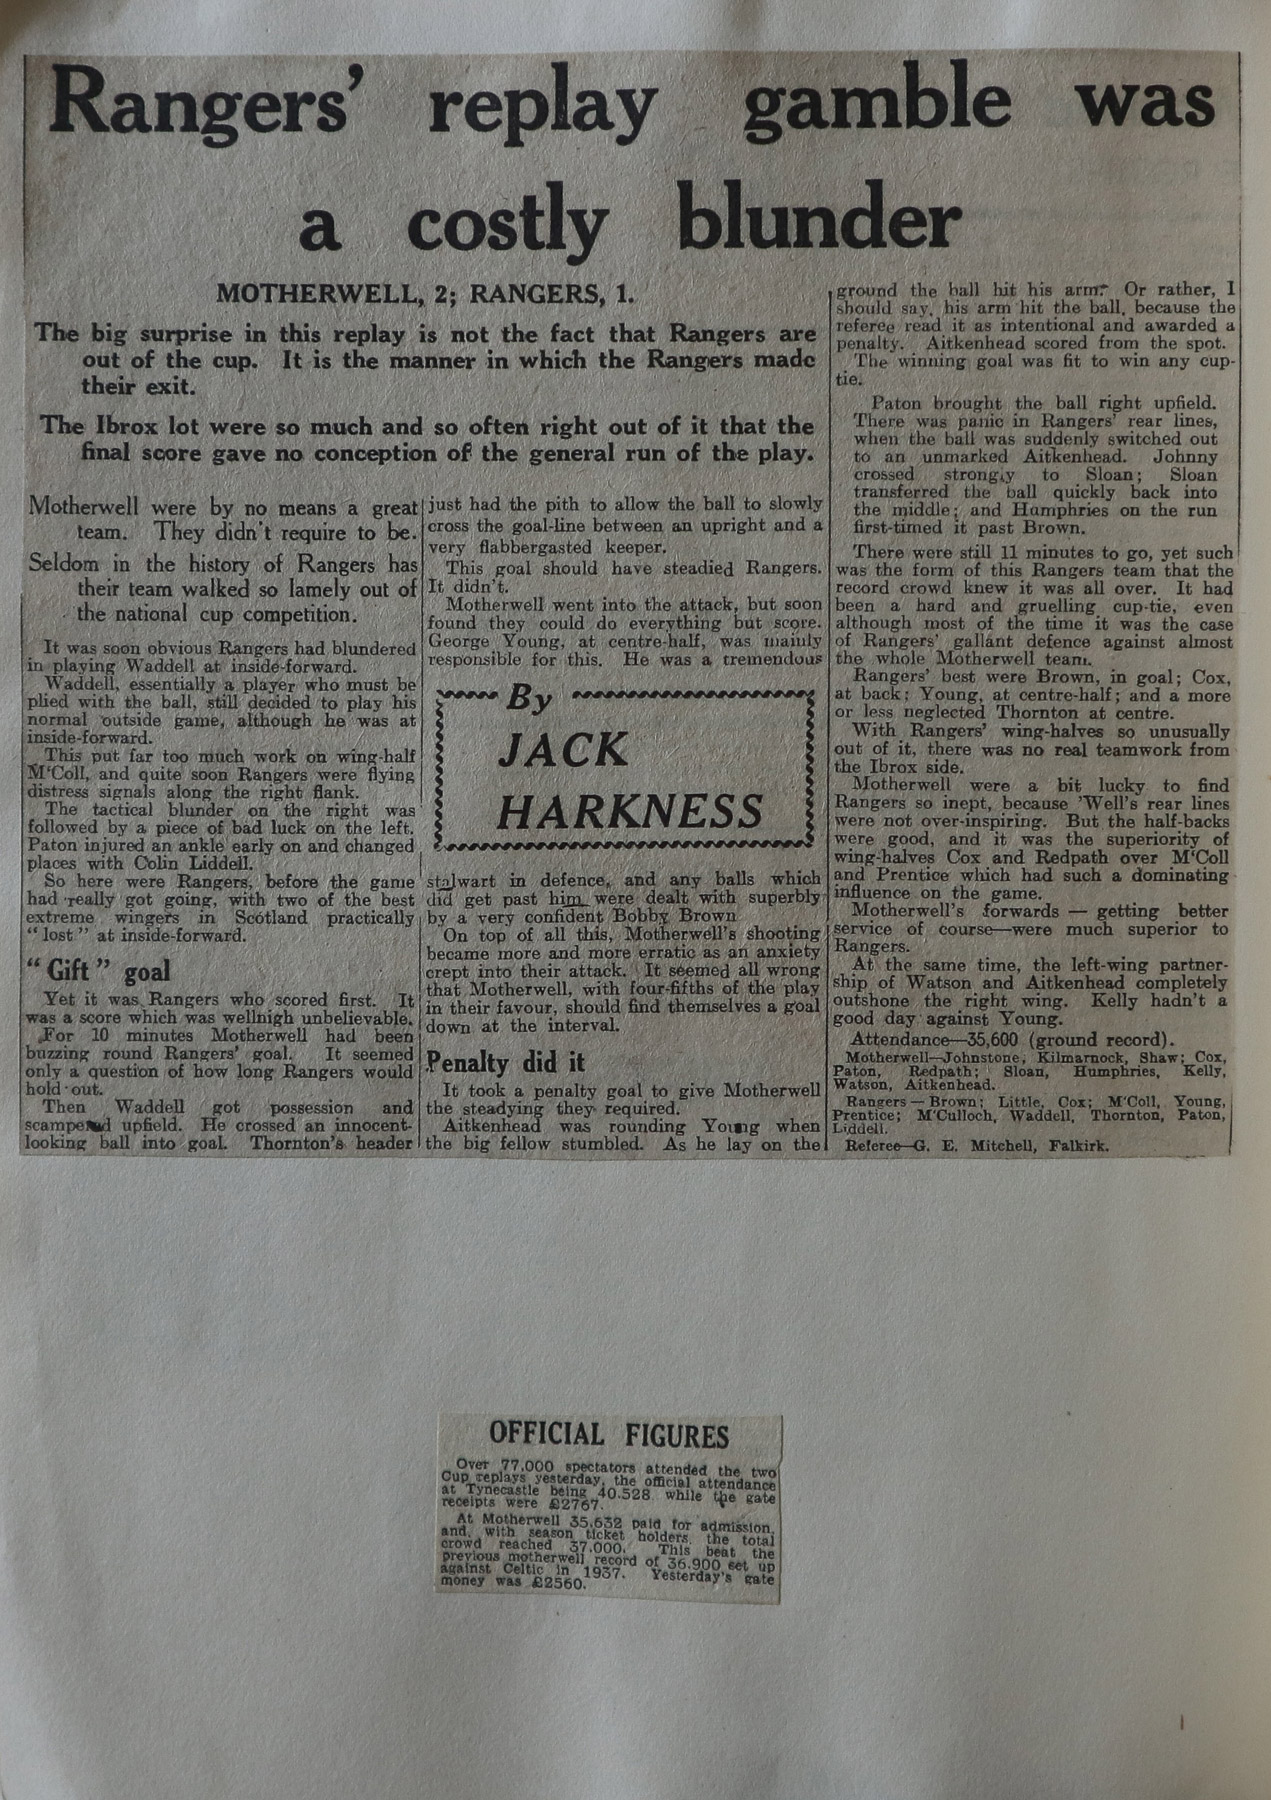 Rangers' replay gamble was
a costly blunder
MOTHERWELL, 2; RANGERS, 1.
The big surprise in this replay is not the fact that Rangers are
out of the cup. It is the manner in which the Rangers made
their exit.
The Ibrox lot were so much and so often right out of it that the
final score gave no conception of the general run of the play.
Motherwell were by no means a great
team. They didn't require to be.
Seldom in the history of Rangers has
their team walked so lamely out of
the national cup competition.
It was soon obvious Rangers had blundered
in playing Waddell at inside-forward.
Waddell, essentially a player who must be
plied with the ball, still decided to play his
normal outside game, although he was at
inside-forward.
This put far too much work on wing-half
M'Coll, and quite soon Rangers were flying
distress signals along the right flank.
The tactical blunder on the right was
followed by a piece of bad luck on the left.
Paton injured an ankle early on and changed
places with Colin Liddell.
So here were Rangers, before the game
had really got going, with two of the best
extreme wingers in Scotland practically
"lost" at inside-forward.
"Gift" goal
Yet it was Rangers who scored first. It
was a score which was wellnigh unbelievable.
For 10 minutes Motherwell had been
buzzing round Rangers' goal. It seemed
only a question of how long Rangers would
hold out.
Then Waddell got possession and
scampered upfield. He crossed an innocent-
looking ball into goal. Thornton's header
just had the pith to allow the ball to slowly
cross the goal-line between an upright and a
very flabbergasted keeper.
This goal should have steadied Rangers.
It didn't.
Motherwell went into the attack, but soon
found they could do everything but score.
George Young, at centre-half, was mainly
responsible for this. He was a tremendous
By
JACK
HARKNESS
stalwart in defence, and any balls which
did get past him were dealt with superbly
by a very confident Bobby Brown
On top of all this, Motherwell's shooting
became more and more erratic as an anxiety
crept into their attack. It seemed all wrong
that Motherwell, with four-fifths of the play
in their favour, should find themselves a goal
down at the interval.
Penalty did it
It took a penalty goal to give Motherwell
the steadying they required.
Aitkenhead was rounding Young when
the big fellow stumbled. As he lay on the
ground the ball hit his arm. Or rather, I
should say, his arm hit the ball, because the
referee read it as intentional and awarded a
penalty. Aitkenhead scored from the spot.
The winning goal was fit to win any cup-
tie.
Paton brought the ball right upfield.
There was panic in Rangers' rear lines,
when the ball was suddenly switched out
to an unmarked Aitkenhead. Johnny
crossed strongly to Sloan; Sloan
transferred the ball quickly back into
the middle; and Humphries on the run
first-timed it past Brown.
There were still 11 minutes to go, yet such
was the form of this Rangers team that the
record crowd knew it was all over. It had
been a hard and gruelling cup-tie, even
although most of the time it was the case
of Rangers' gallant defence against almost
the whole Motherwell team.
Rangers' best were Brown, in goal; Cox,
at back; Young, at centre-half; and a more
or less neglected Thornton at centre.
With Rangers' wing-halves so unusually
out of it, there was no real teamwork from
the Ibrox side.
Motherwell were a bit lucky to find
Rangers so inept, because 'Well's rear lines
were not over-inspiring. But the half-backs
were good, and it was the superiority of
wing-halves Cox and Redpath over M'Coll
and Prentice which had such a dominating
influence on the game.
Motherwell's forwards — getting better
service of course—were much superior to
Rangers.
At the same time, the left-wing partner-
ship of Watson and Aitkenhead completely
outshone the right wing. Kelly hadn't a
good day against Young.
Attendance—35,600 (ground record).
Motherwell—Johnstone; Kilmarnock, Shaw; Cox,
Paton, Redpath; Sloan, Humphries, Kelly,
Watson, Aitkenhead.
Rangers — Brown; Little, Cox; M'Coll, Young,
Prentice; M'Culloch, Waddell, Thornton, Paton,
Liddell.
Referee—G. E. Mitchell, Falkirk.
OFFICIAL FIGURES
Over 77,000 spectators attended the two
Cup replays yesterday, the official attendance
at Tynecastle being 40.528 while the gate
receipts were £2767.
At Motherwell 35.632 paid for admission,
and, with season ticket holders, the total
crowd reached 37,000. This beat the
previous motherwell record of 36,900 set up
against Celtic in 1937. Yesterday's gate
money was £2560.